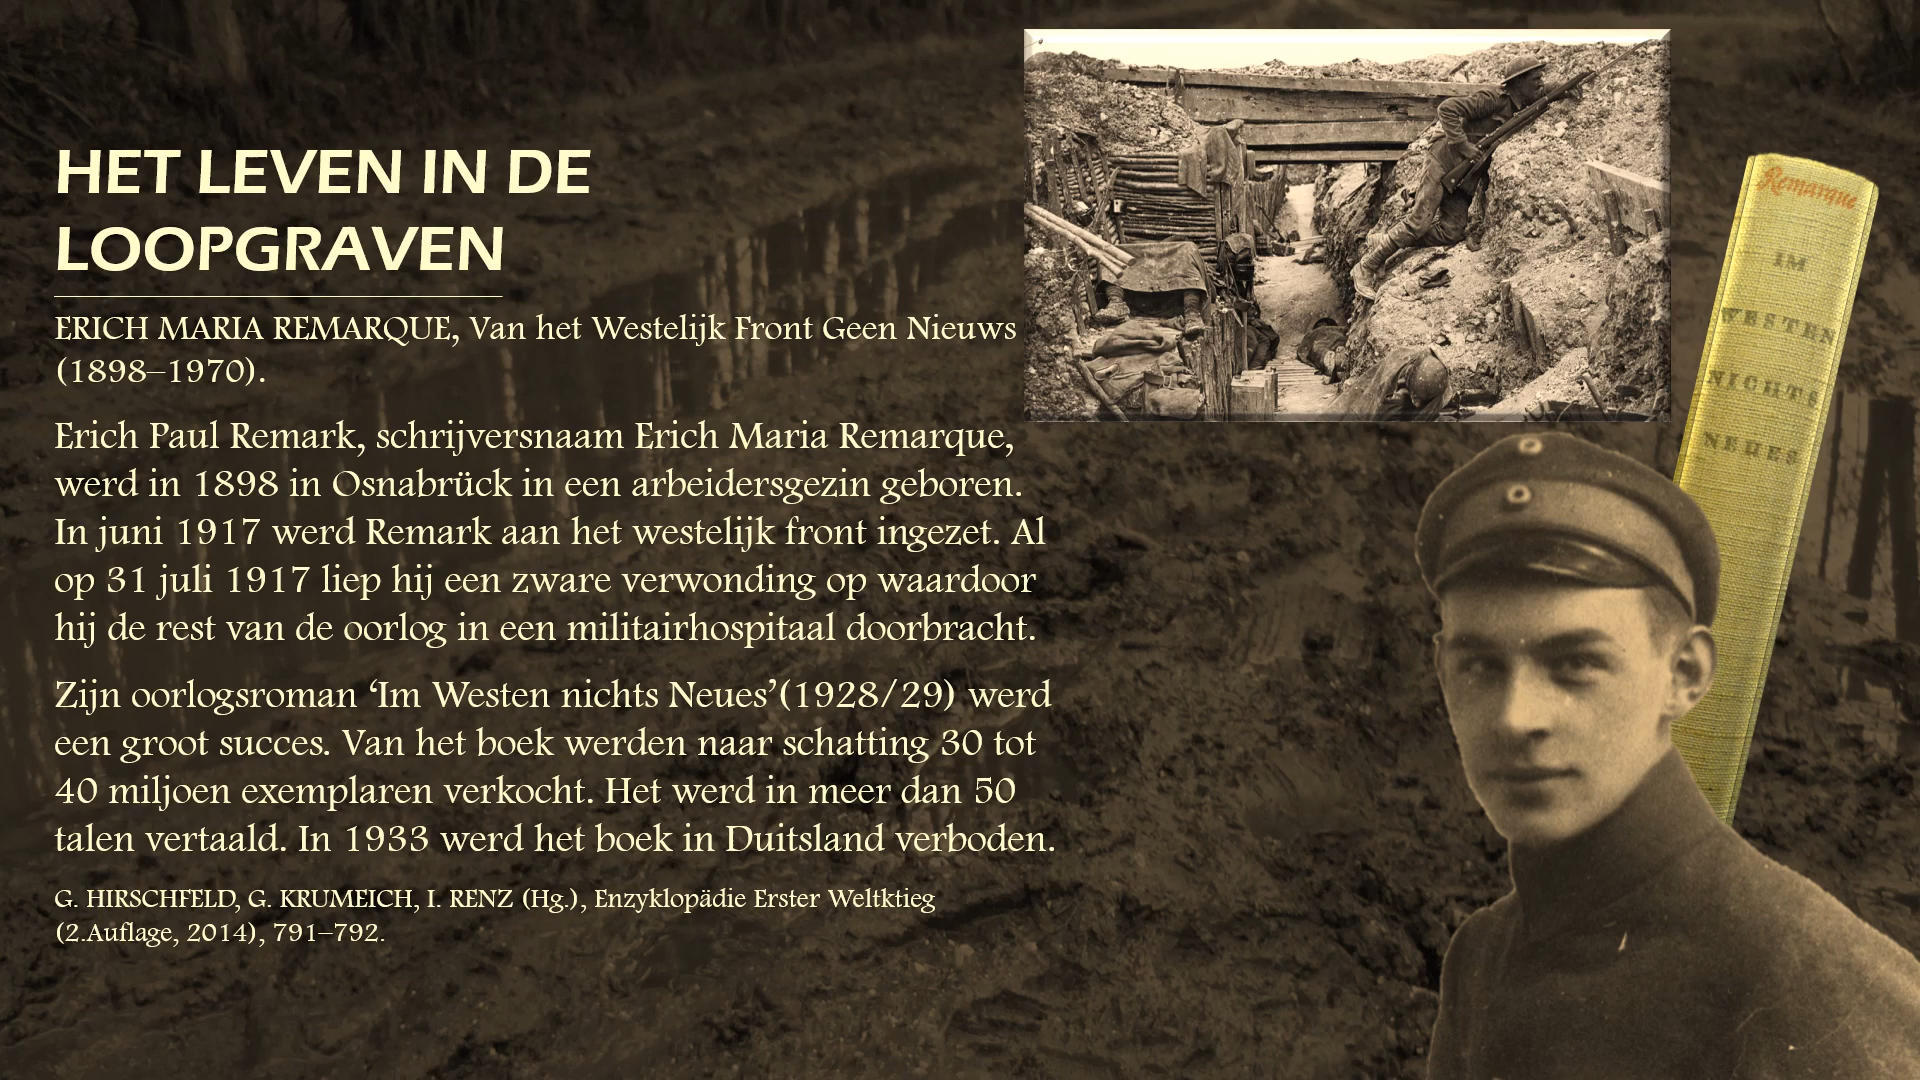 HET LEVEN IN DE
LOOPGRAVEN
ERICH MARIA REMARQUE, Van het Westelijk Front Geen Nieuws
(1898–1970).
Erich Paul Remark, schrijversnaam Erich Maria Remarque,
werd in 1898 in Osnabrück in een arbeidersgezin geboren.
In juni 1917 werd Remark aan het westelijk front ingezet. Al
op 31 juli 1917 liep hij een zware verwonding op waardoor
hij de rest van de oorlog in een militairhospitaal doorbracht.
Zijn oorlogsroman ‘Im Westen nichts Neues’(1928/29) werd
een groot succes. Van het boek werden naar schatting 30 tot
40 miljoen exemplaren verkocht. Het werd in meer dan 50
talen vertaald. In 1933 werd het boek in Duitsland verboden.
G. HIRSCHFELD, G. KRUMEICH, I. RENZ (Hg.), Enzyklopädie Erster Weltktieg
(2.Auflage, 2014), 791–792.
Remarque
IM
WESTEN
NICHTS
NEUES